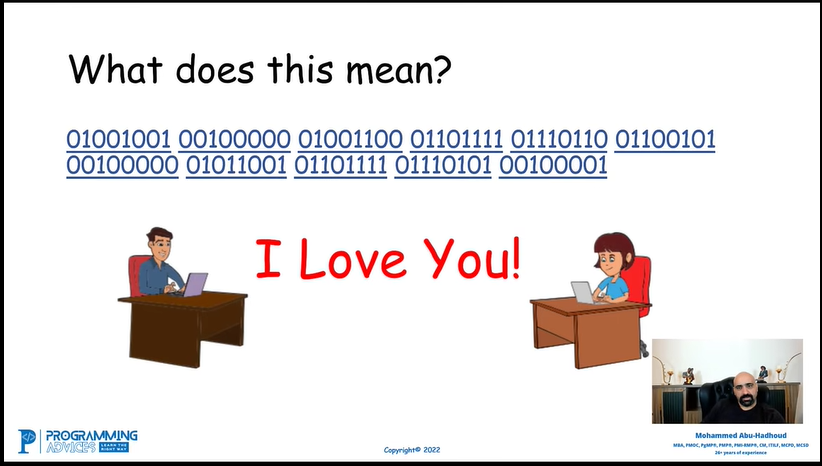 What does this mean?
01001001 00100000 01001100 01101111 01110110 01100101
00100000 01011001 01101111 01110101 00100001
I Love You!
PROGRAMMING
ADVICES LEARN THE
RIGHT WAY
Copyright© 2022
Mohammed Abu-Hadhoud
MBA, PMOC, PgMP®, PMP®, PMI-RMP®, CM, ITILF, MCPD, MCSD
26+ years of experience